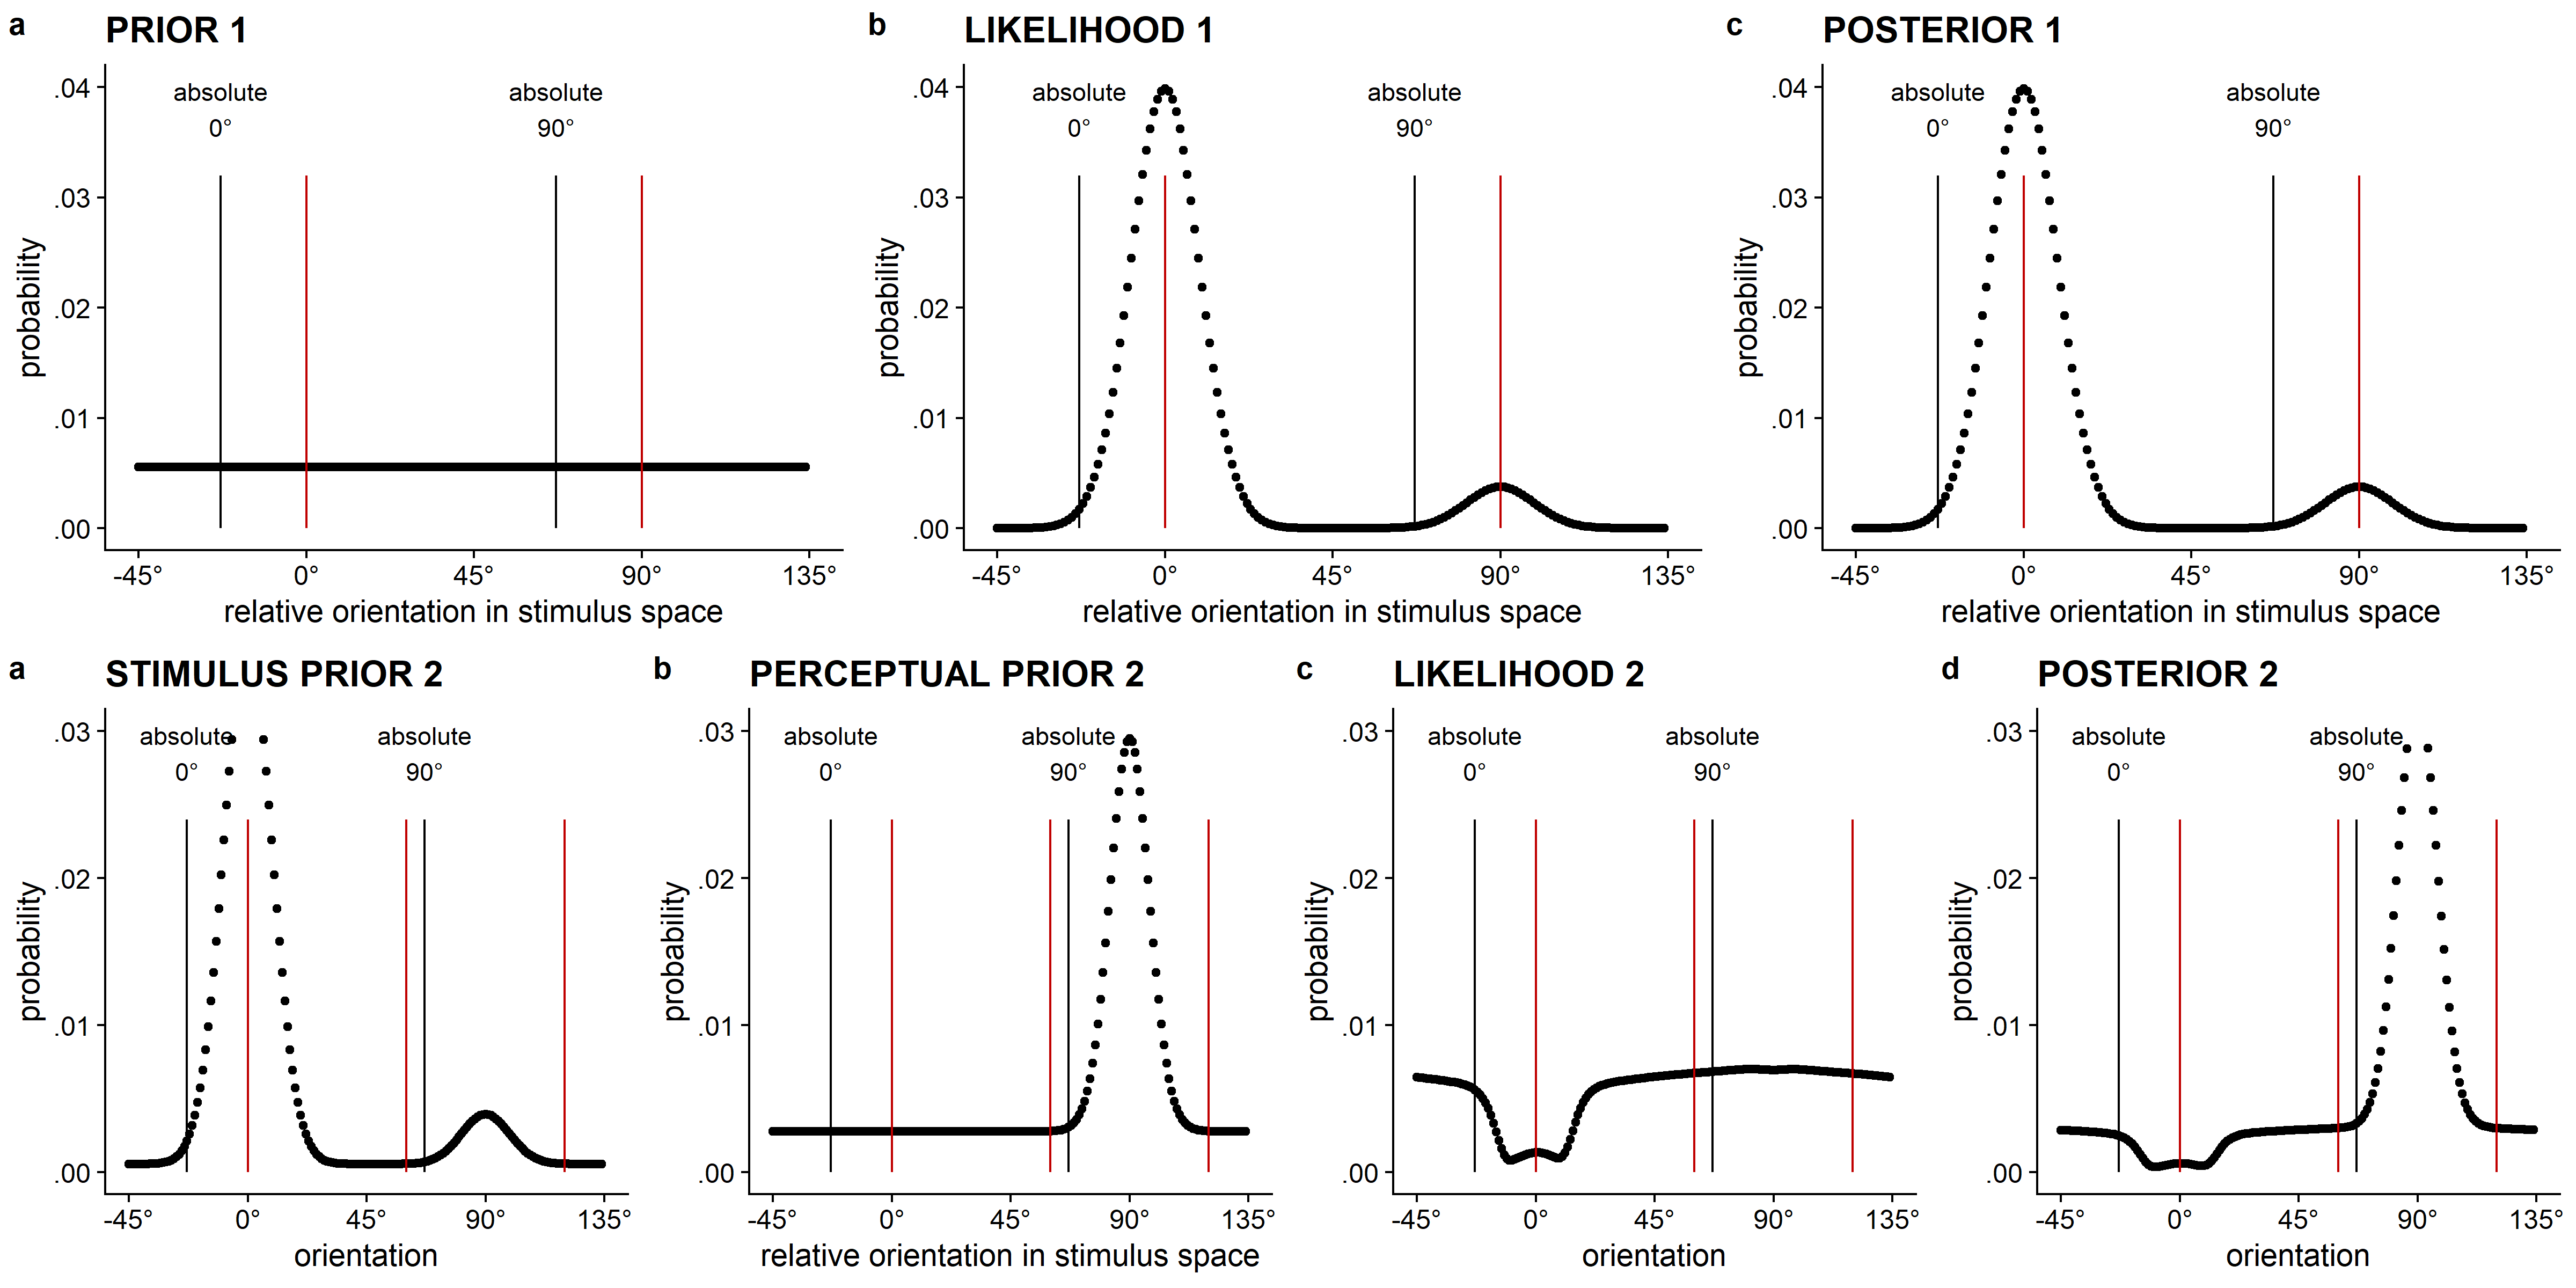 a PRIOR 1
.04
.03
.02
.01
.00
probability
absolute
0°
absolute
90°
-45° 0° 45° 90° 135°
relative orientation in stimulus space
b LIKELIHOOD 1
.04
.03
.02
.01
.00
probability
absolute
0°
absolute
90°
-45° 0° 45° 90° 135°
relative orientation in stimulus space
c POSTERIOR 1
.04
.03
.02
.01
.00
probability
absolute
0°
absolute
90°
-45° 0° 45° 90° 135°
relative orientation in stimulus space
a STIMULUS PRIOR 2
.03
.02
.01
.00
probability
absolute
0°
absolute
90°
-45° 0° 45° 90° 135°
orientation
b PERCEPTUAL PRIOR 2
.03
.02
.01
.00
probability
absolute
0°
absolute
90°
-45° 0° 45° 90° 135°
relative orientation in stimulus space
c LIKELIHOOD 2
.03
.02
.01
.00
probability
absolute
0°
absolute
90°
-45° 0° 45° 90° 135°
orientation
d POSTERIOR 2
.03
.02
.01
.00
probability
absolute
0°
absolute
90°
-45° 0° 45° 90° 135°
orientation